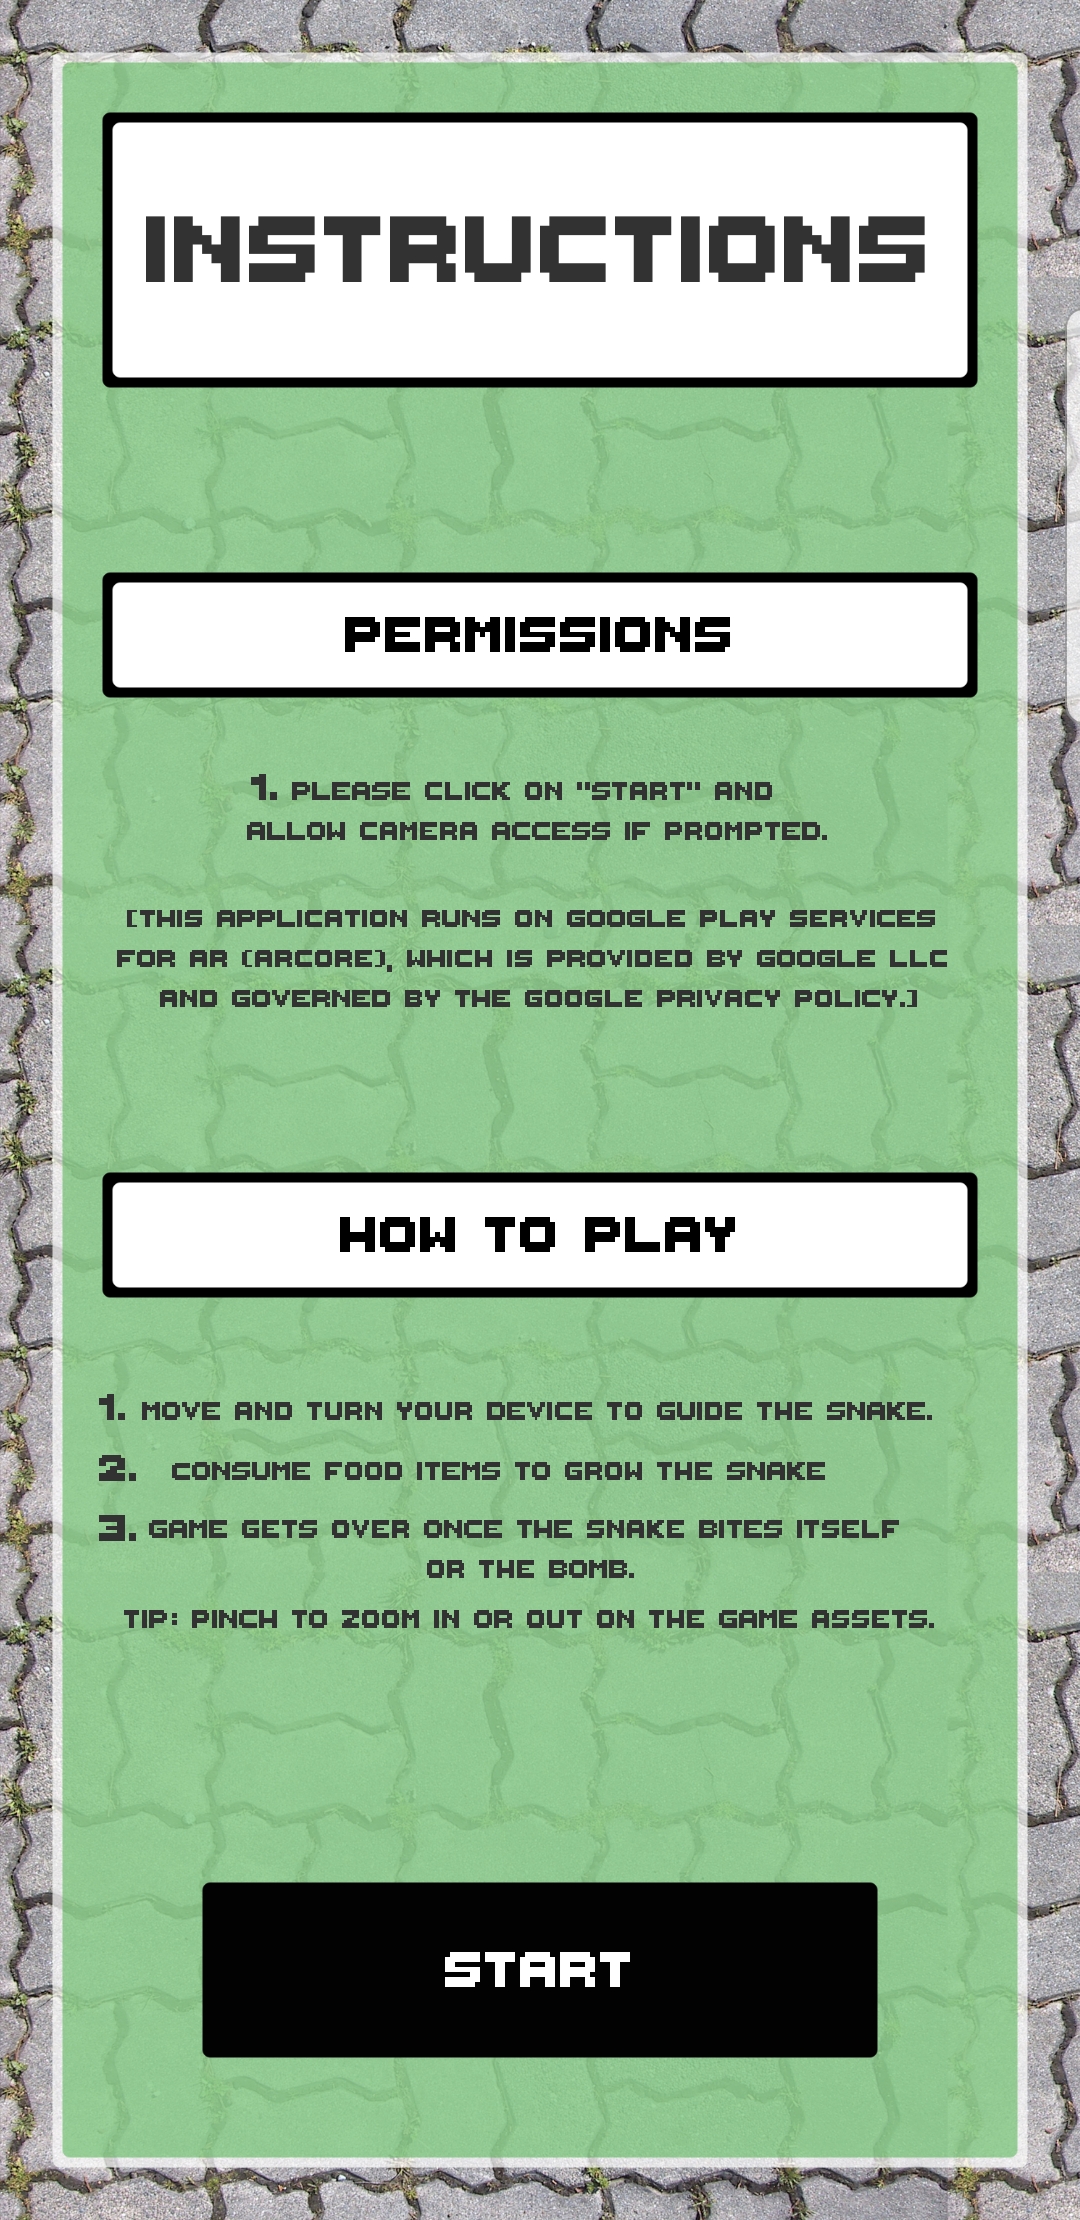 INSTRUCTIONS
PERMISSIONS
1. PLEASE CLICK ON "START" AND
ALLOW CAMERA ACCESS IF PROMPTED.
[THIS APPLICATION RUNS ON GOOGLE PLAY SERVICES
FOR AR (ARCORE), WHICH IS PROVIDED BY GOOGLE LLC
AND GOVERNED BY THE GOOGLE PRIVACY POLICY.]
HOW TO PLAY
1. MOVE AND TURN YOUR DEVICE TO GUIDE THE SNAKE.
2. CONSUME FOOD ITEMS TO GROW THE SNAKE
3. GAME GETS OVER ONCE THE SNAKE BITES ITSELF
OR THE BOMB.
TIP: PINCH TO ZOOM IN OR OUT ON THE GAME ASSETS.
START